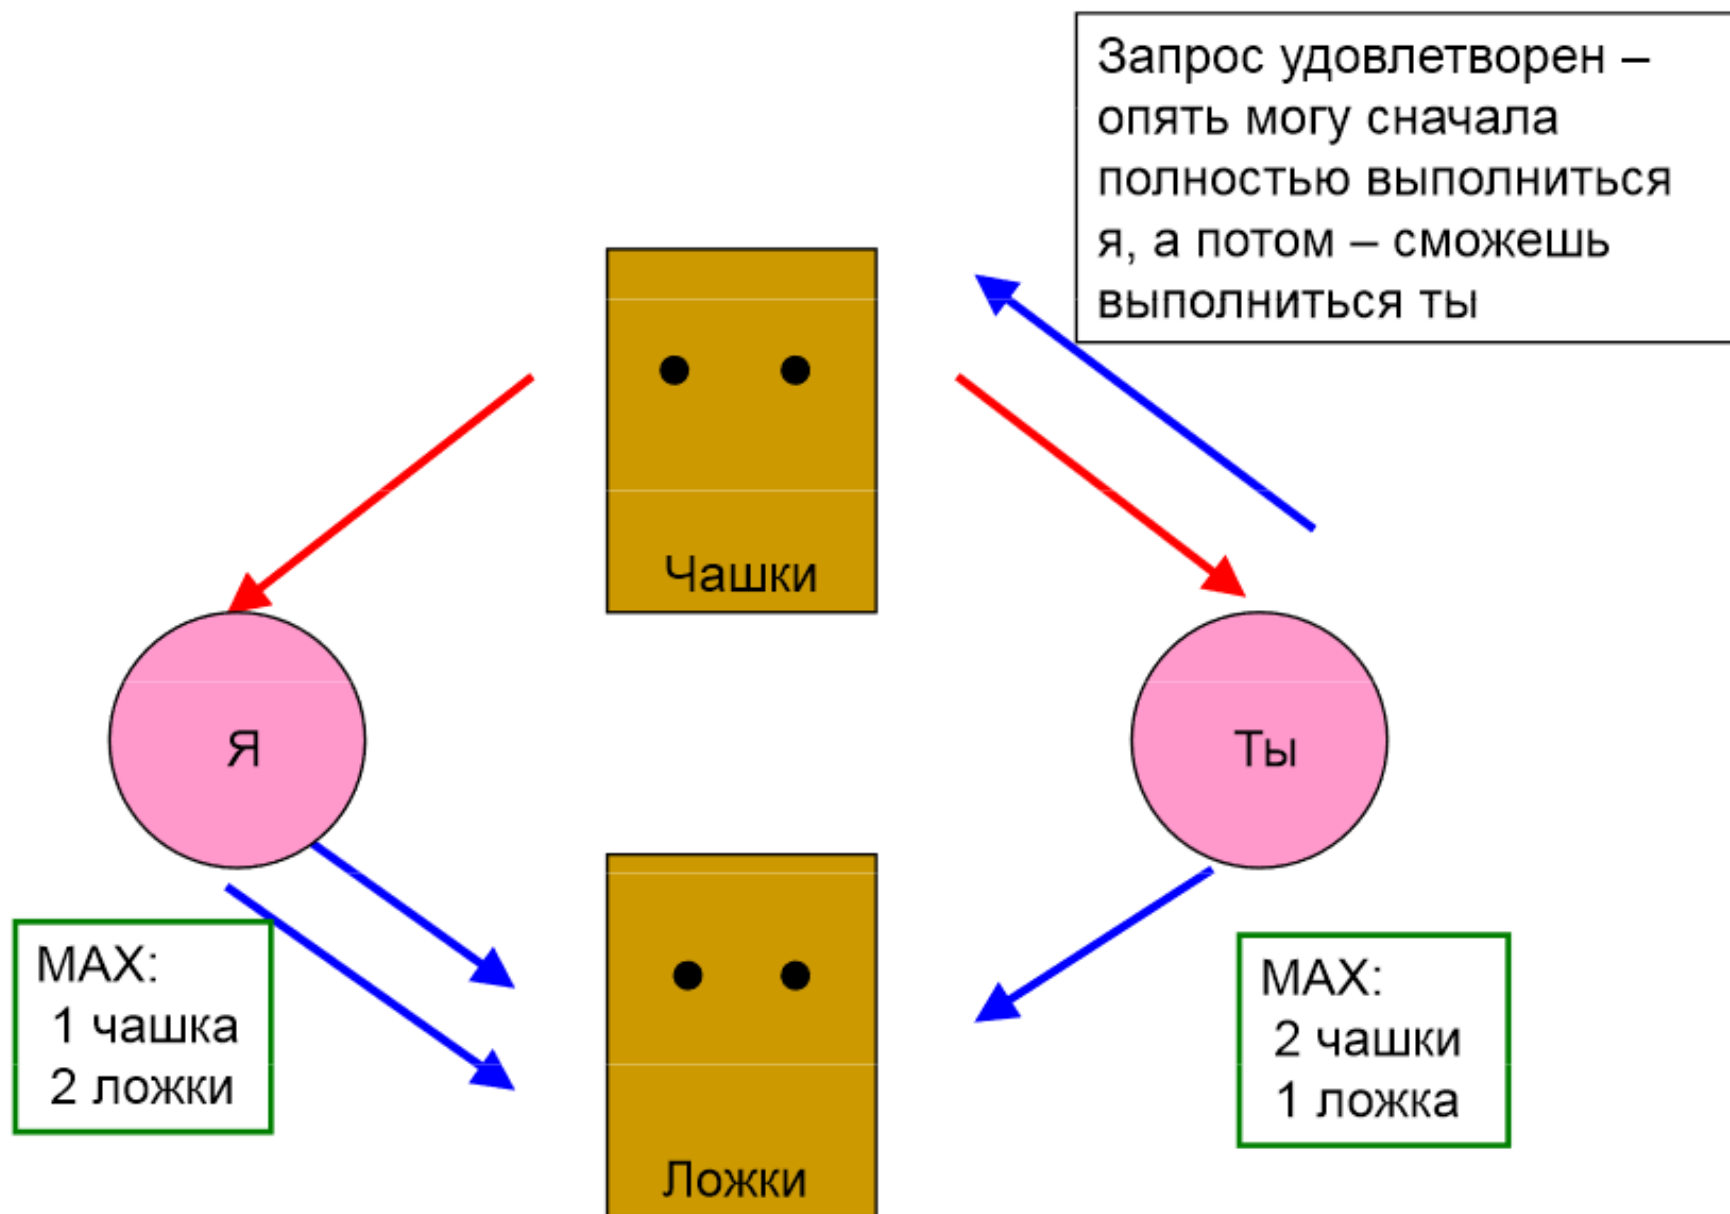 Запрос удовлетворен –
опять могу сначала
полностью выполниться
я, а потом – сможешь
выполниться ты
Чашки
Я
Ты
MAX:
1 чашка
2 ложки
MAX:
2 чашки
1 ложка
Ложки